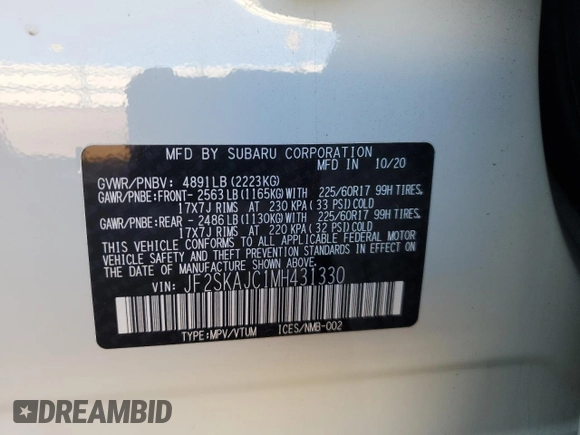 MFD BY SUBARU CORPORATION 10/20
GVWR/PNBV: 4891LB(2223KG)
GAWR/PNBE:FRONT- 2563LB(1165KG)WITH 225/60R17 99H TIRES,
17X7J RIMS AT 230 KPA(33 PSI)COLD
GAWR/PNBE:REAR - 2486LB(1130KG)WITH 225/60R17 99H TIRES,
17X7J RIMS AT 220 KPA(32 PSI)COLD
THIS VEHICLE CONFORMS TO ALL APPLICABLE FEDERAL MOTOR
VEHICLE SAFETY, BUMPER, AND THEFT PREVENTION STANDARDS
IN EFFECT ON THE DATE OF MANUFACTURE SHOWN ABOVE.
VIN: JF2SKAJC1MH431330
TYPE:MPV/VTUM ICES/NMB-002
DREAMBID